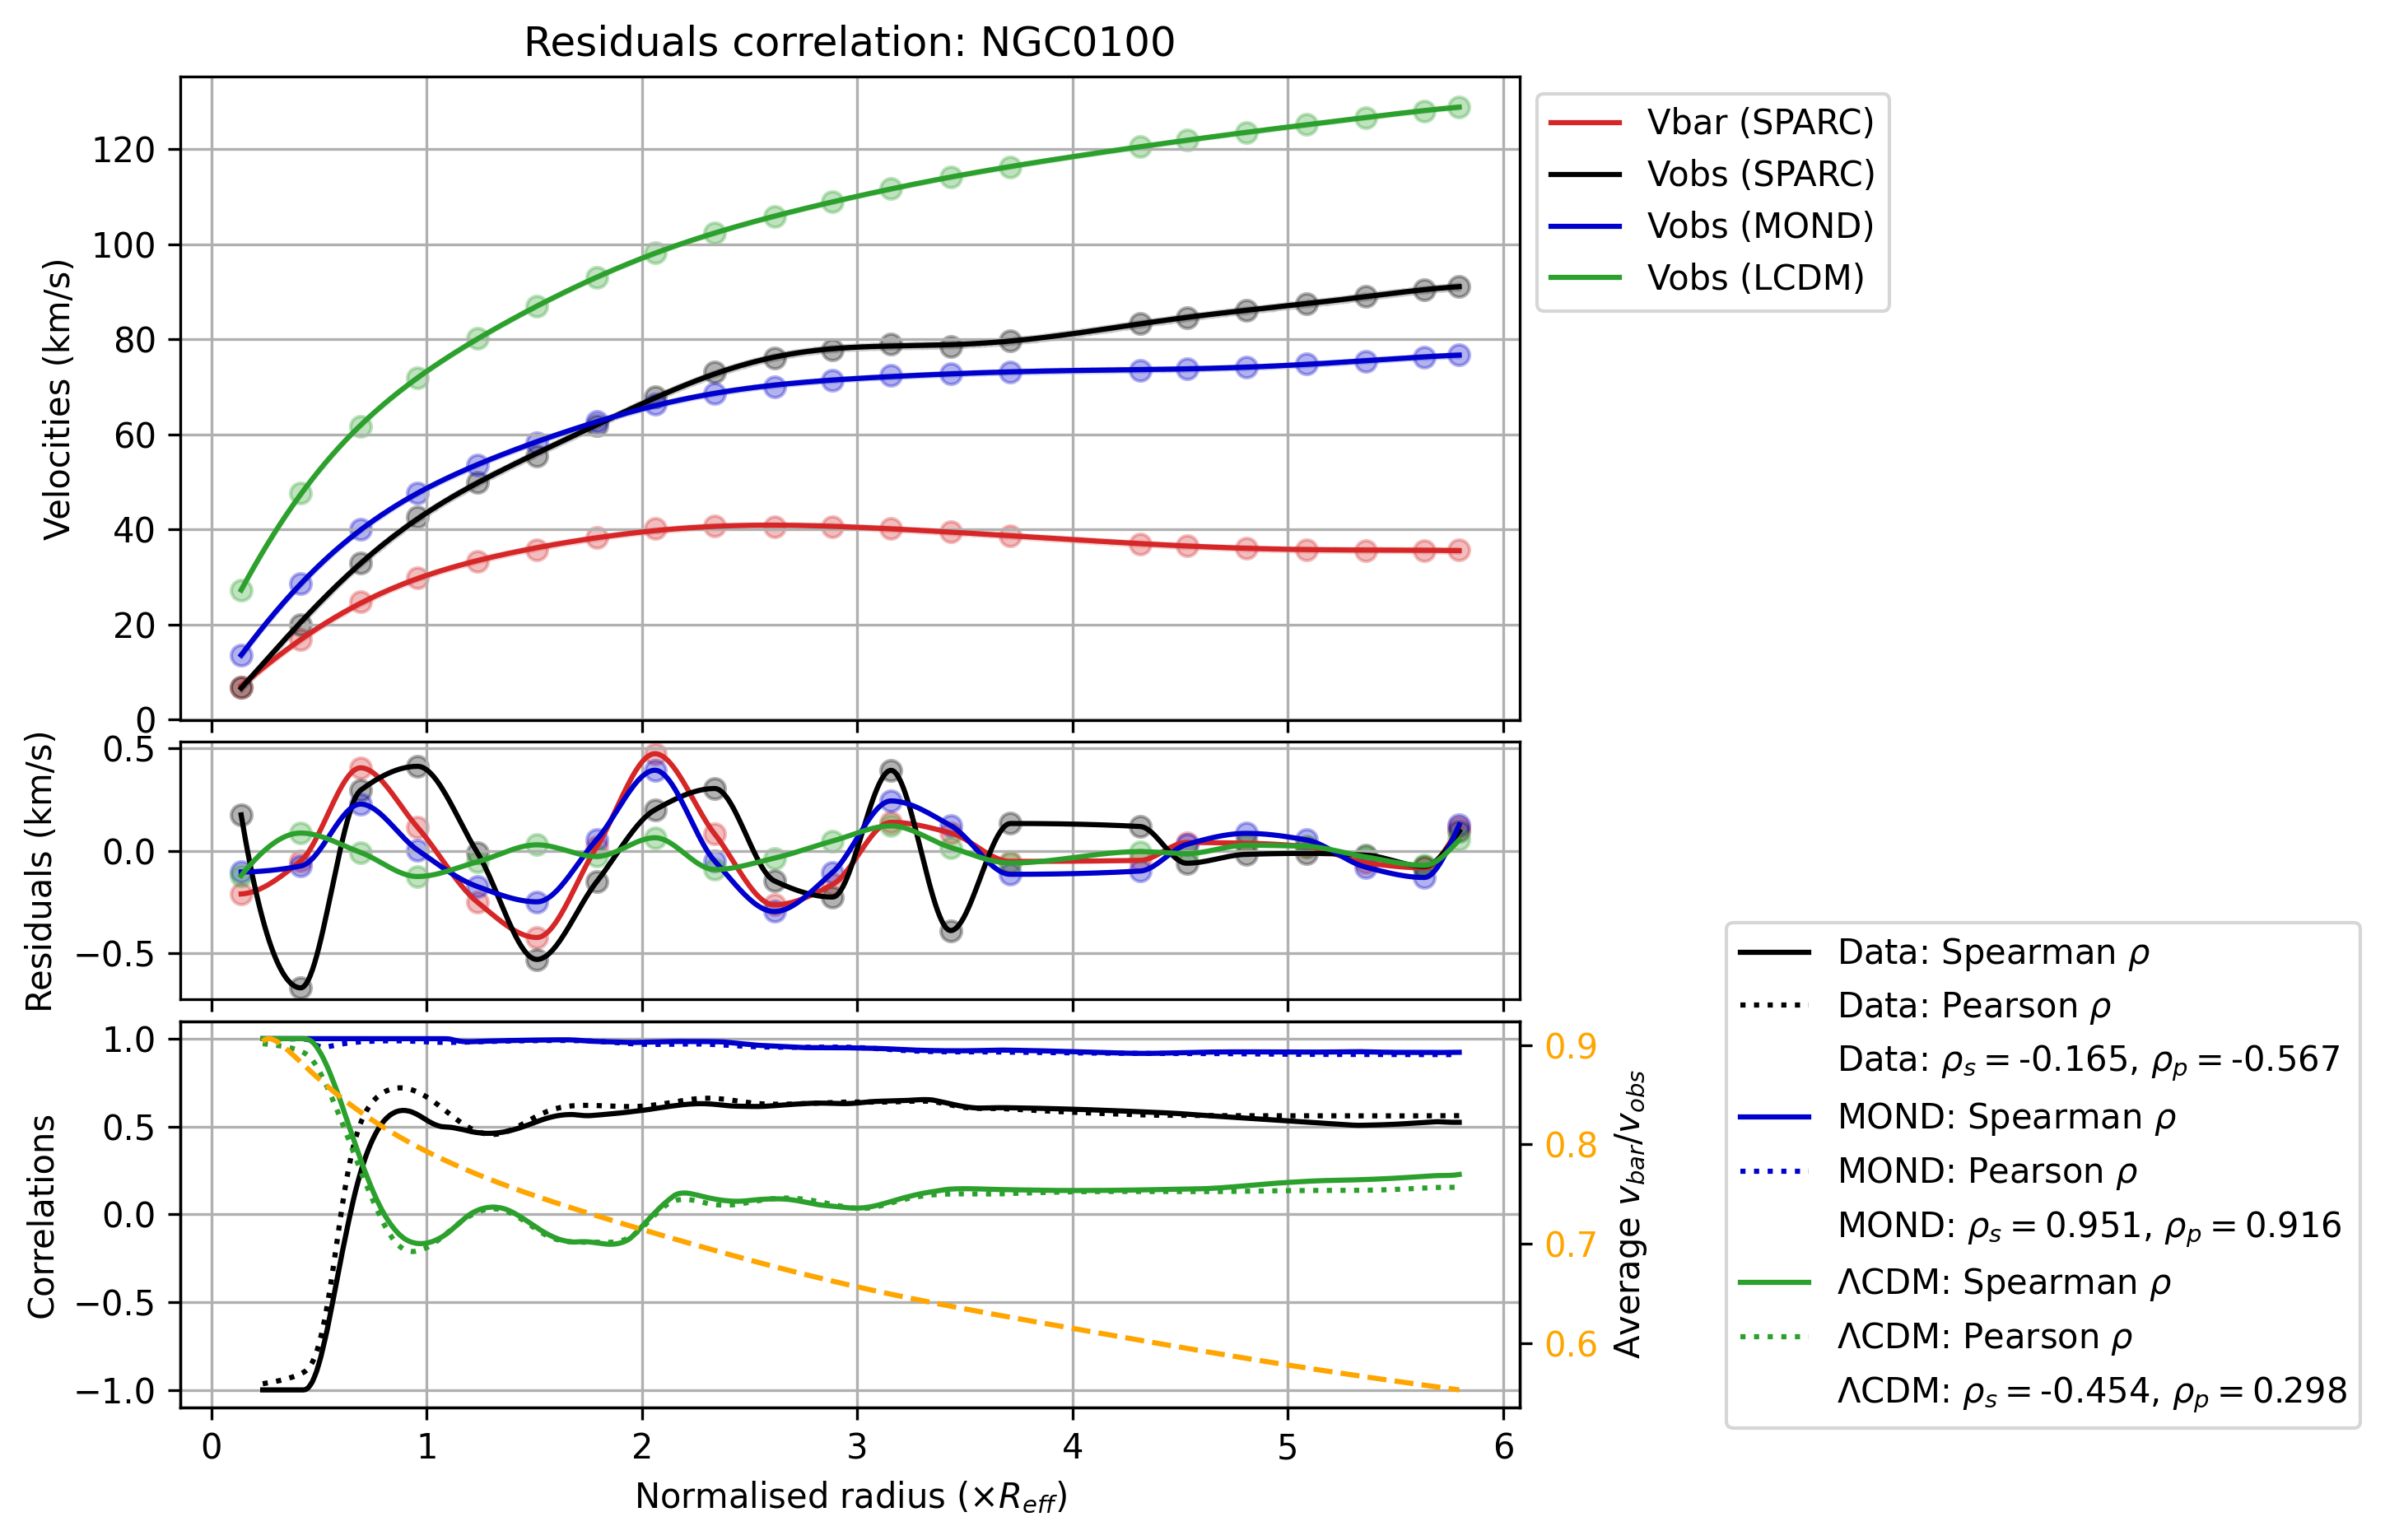 Residuals correlation: NGC0100
Velocities (km/s)
120
100
80
60
40
20
0
Vbar (SPARC)
Vobs (SPARC)
Vobs (MOND)
Vobs (LCDM)
Residuals (km/s)
0.5
0.0
−0.5
Correlations
1.0
0.5
0.0
−0.5
−1.0
0.9
0.8
0.7
0.6
Average v_bar/v_obs
0 1 2 3 4 5 6
Normalised radius (×R_eff)
Data: Spearman ρ
Data: Pearson ρ
Data: ρ_s = -0.165, ρ_p = -0.567
MOND: Spearman ρ
MOND: Pearson ρ
MOND: ρ_s = 0.951, ρ_p = 0.916
ΛCDM: Spearman ρ
ΛCDM: Pearson ρ
ΛCDM: ρ_s = -0.454, ρ_p = 0.298